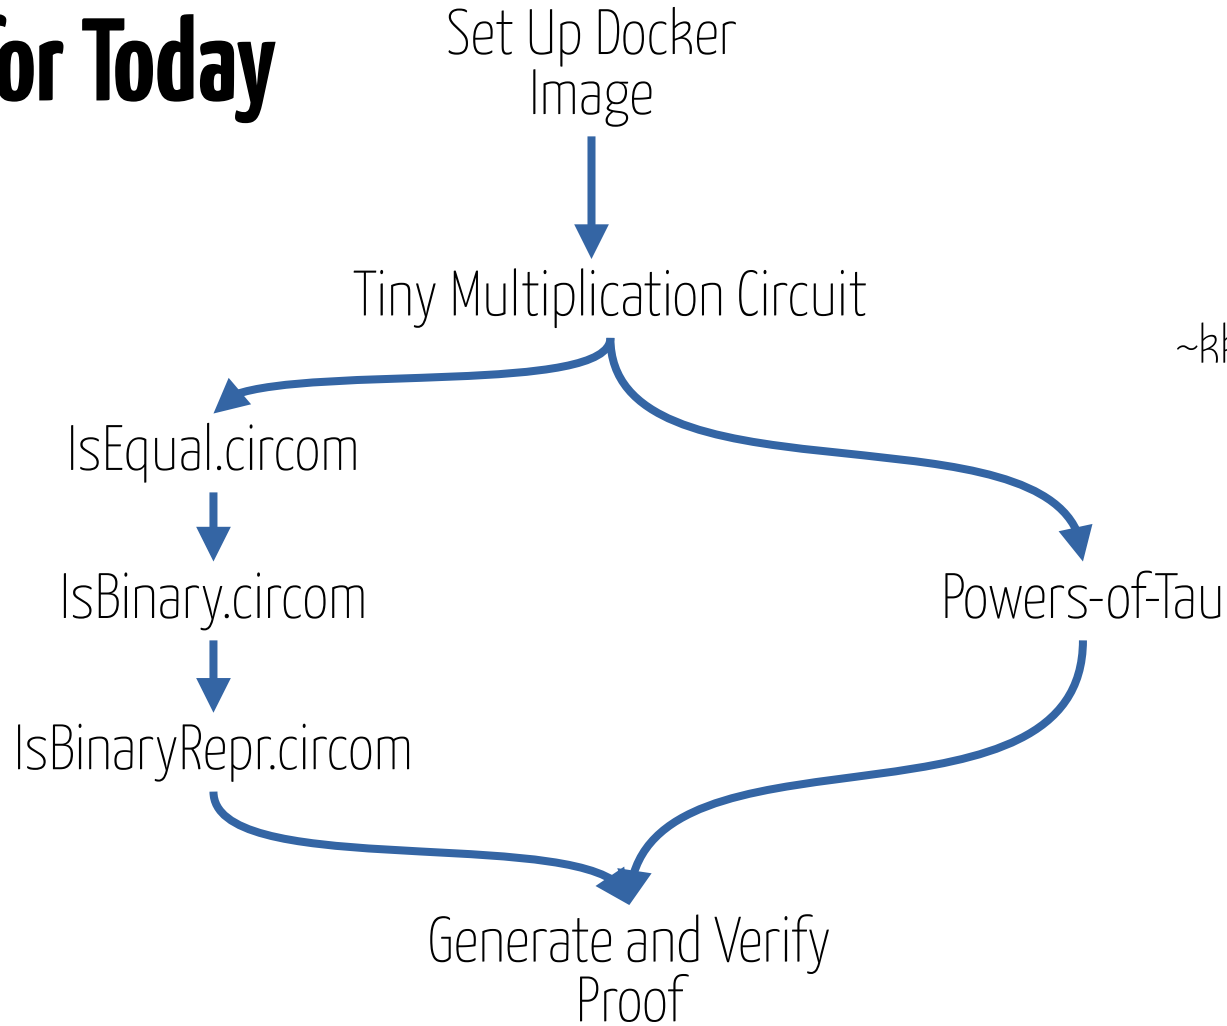 for Today
Set Up Docker
Image
Tiny Multiplication Circuit
IsEqual.circom
IsBinary.circom
Powers-of-Tau
IsBinaryRepr.circom
Generate and Verify
Proof